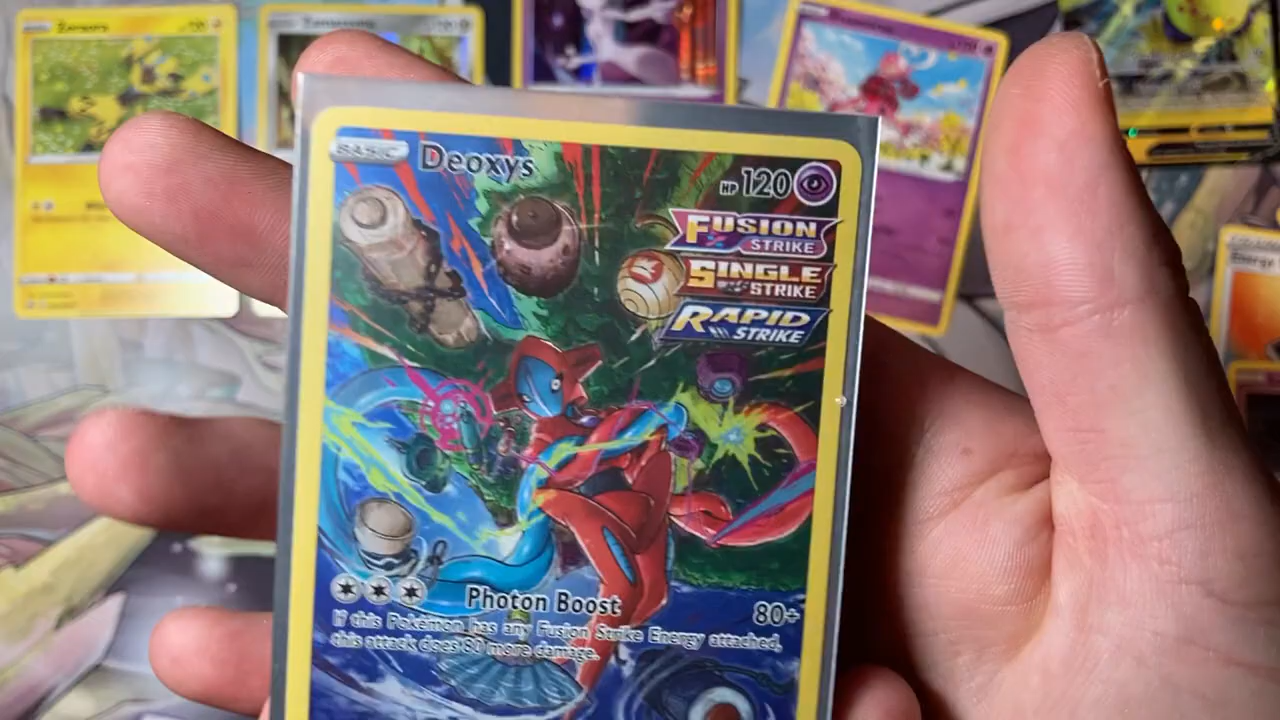 BASIC Deoxys HP 120
FUSION STRIKE
SINGLE STRIKE
RAPID STRIKE
Photon Boost 80+
If this Pokémon has any Fusion Strike Energy attached,
this attack does 80 more damage.
Energy